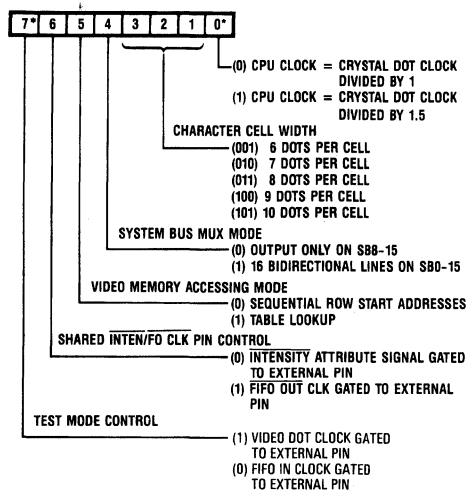 7* 6 5 4 3 2 1 0*
(0) CPU CLOCK = CRYSTAL DOT CLOCK
DIVIDED BY 1
(1) CPU CLOCK = CRYSTAL DOT CLOCK
DIVIDED BY 1.5
CHARACTER CELL WIDTH
(001) 6 DOTS PER CELL
(010) 7 DOTS PER CELL
(011) 8 DOTS PER CELL
(100) 9 DOTS PER CELL
(101) 10 DOTS PER CELL
SYSTEM BUS MUX MODE
(0) OUTPUT ONLY ON SB8-15
(1) 16 BIDIRECTIONAL LINES ON SB0-15
VIDEO MEMORY ACCESSING MODE
(0) SEQUENTIAL ROW START ADDRESSES
(1) TABLE LOOKUP
SHARED INTEN/FO CLK PIN CONTROL
(0) INTENSITY ATTRIBUTE SIGNAL GATED
TO EXTERNAL PIN
(1) FIFO OUT CLK GATED TO EXTERNAL
PIN
TEST MODE CONTROL
(1) VIDEO DOT CLOCK GATED
TO EXTERNAL PIN
(0) FIFO IN CLOCK GATED
TO EXTERNAL PIN